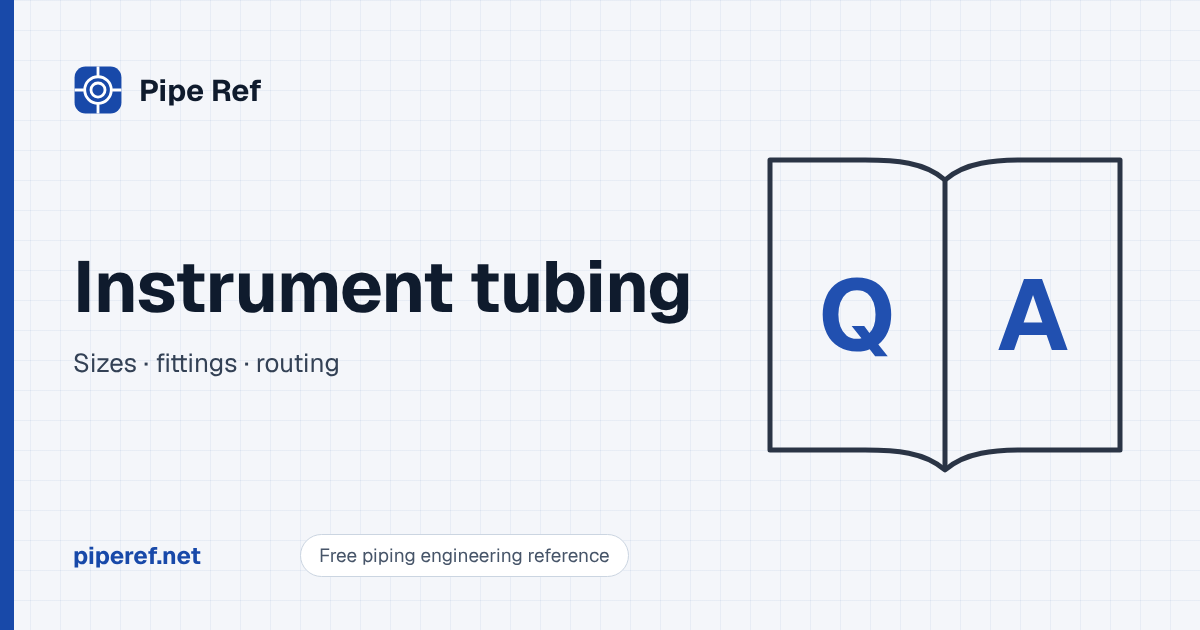 Pipe Ref
Instrument tubing
Sizes · fittings · routing
Q A
piperef.net
Free piping engineering reference